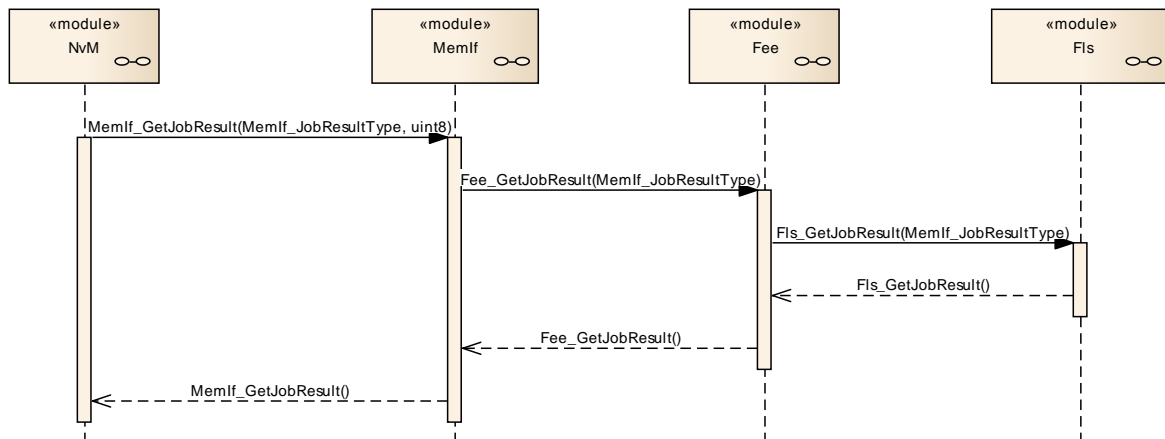 «module»
NvM
«module»
MemIf
«module»
Fee
«module»
Fls
MemIf_GetJobResult(MemIf_JobResultType, uint8)
Fee_GetJobResult(MemIf_JobResultType)
Fls_GetJobResult(MemIf_JobResultType)
Fls_GetJobResult()
Fee_GetJobResult()
MemIf_GetJobResult()